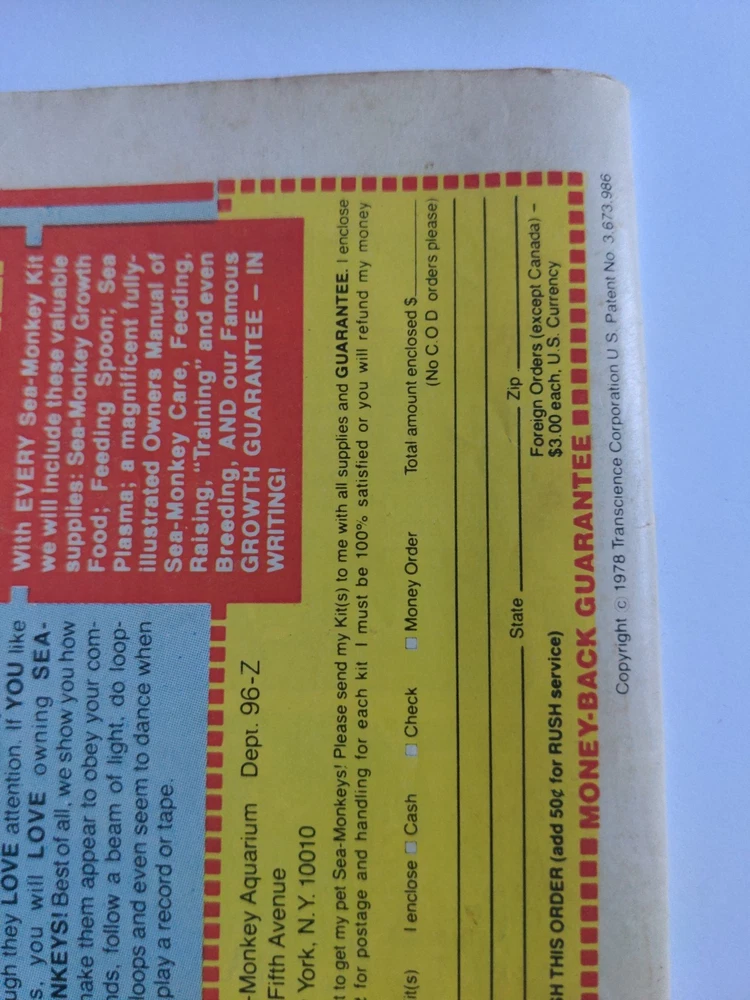 With EVERY Sea-Monkey Kit
we will include these valuable
supplies: Sea-Monkey Growth
Food; Feeding Spoon; Sea
Plasma; a magnificent fully-
illustrated Owners Manual of
Sea-Monkey Care, Feeding,
Raising, “Training” and even
Breeding, AND our Famous
GROWTH GUARANTEE – IN
WRITING!
they LOVE attention. If YOU like
you will LOVE owning SEA-
Best of all, we show you how
them appear to obey your com-
follow a beam of light, do loop-
loops and even seem to dance when
play a record or tape.
-Monkey Aquarium Dept. 96-Z
Fifth Avenue
York, N.Y. 10010
to get my pet Sea-Monkeys! Please send my Kit(s) to me with all supplies and GUARANTEE. I enclose
for postage and handling for each kit I must be 100% satisfied or you will refund my money
I enclose Cash Check Money Order Total amount enclosed $
(No C.O D orders please)
State Zip
Foreign Orders (except Canada) –
$3.00 each, U.S. Currency
THIS ORDER (add 50¢ for RUSH service)
MONEY-BACK GUARANTEE
Copyright © 1978 Transcience Corporation U S. Patent No 3,673,986